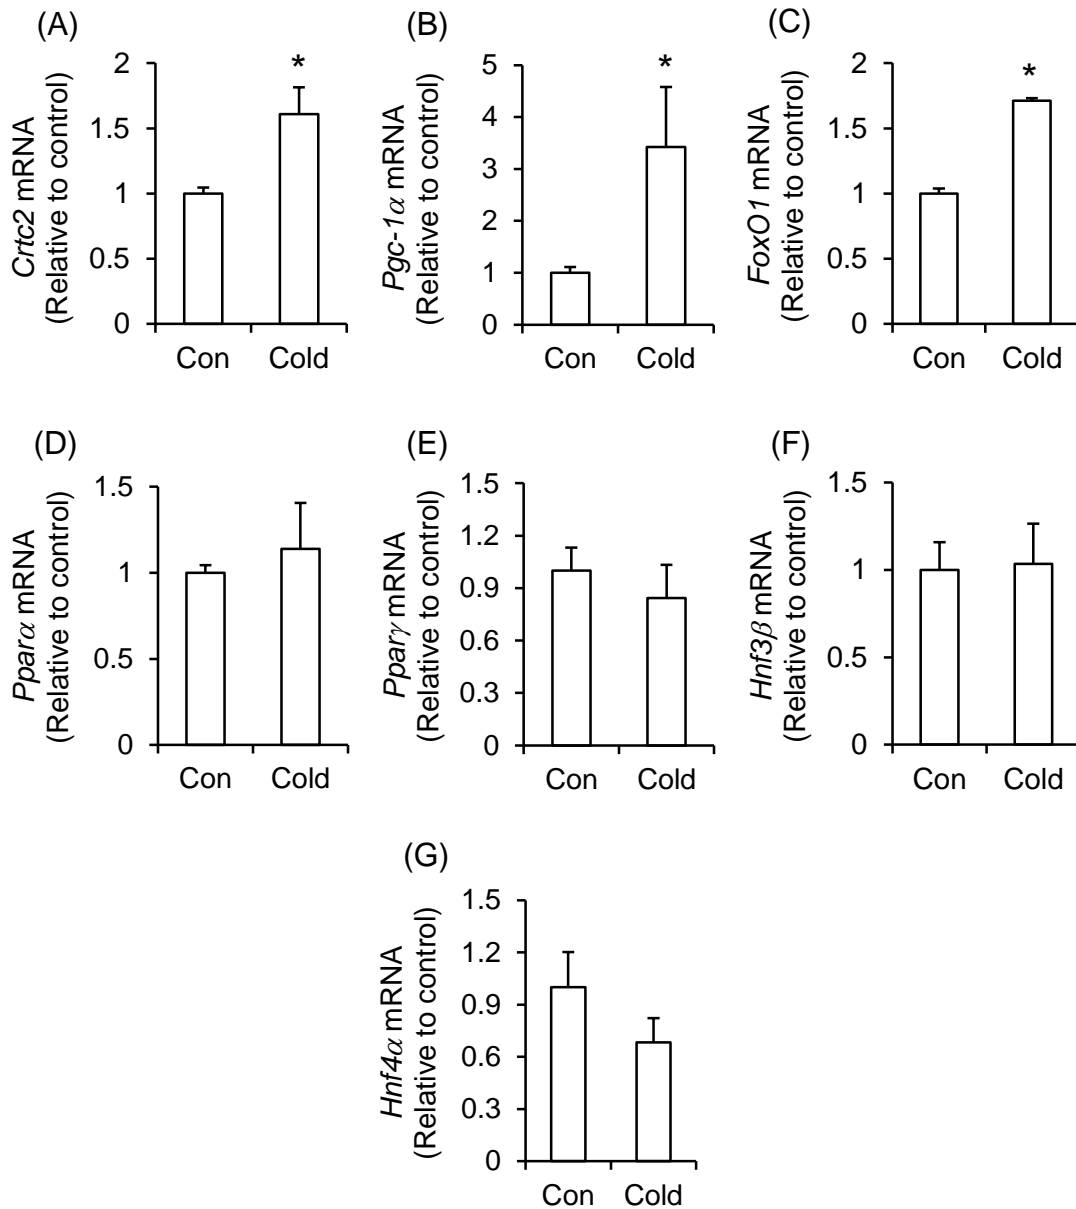 (A)
Crtc2 mRNA
(Relative to control)
2
1.5
1
0.5
0
*
Con Cold
(B)
Pgc-1α mRNA
(Relative to control)
5
4
3
2
1
0
*
Con Cold
(C)
FoxO1 mRNA
(Relative to control)
2
1.5
1
0.5
0
*
Con Cold
(D)
Pparα mRNA
(Relative to control)
1.5
1
0.5
0
Con Cold
(E)
Pparγ mRNA
(Relative to control)
1.5
1.2
0.9
0.6
0.3
0
Con Cold
(F)
Hnf3β mRNA
(Relative to control)
1.5
1
0.5
0
Con Cold
(G)
Hnf4α mRNA
(Relative to control)
1.5
1.2
0.9
0.6
0.3
0
Con Cold